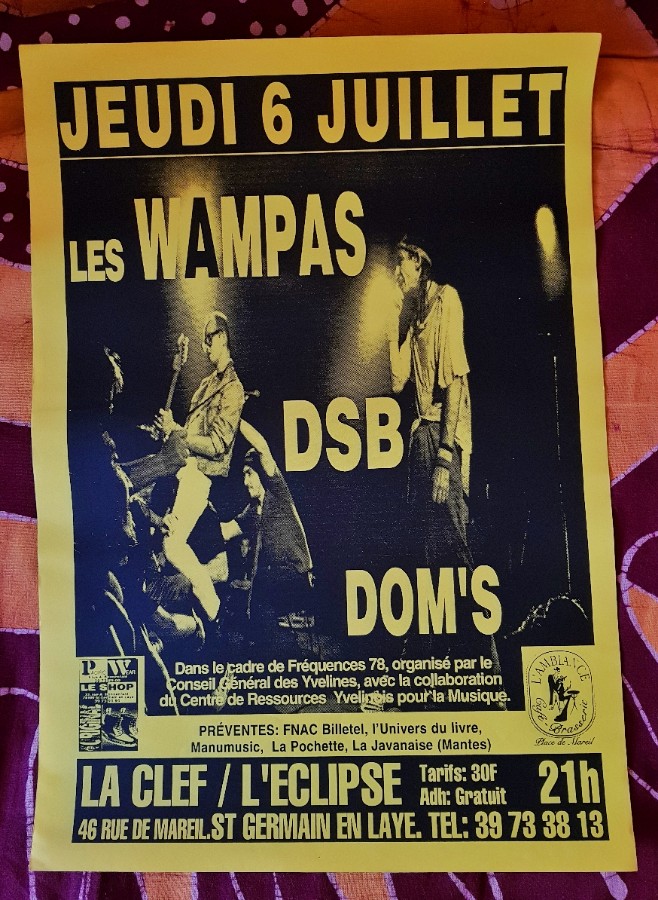 JEUDI 6 JUILLET
LES WAMPAS
DSB
DOM'S
LE SHOP
Dans le cadre de Fréquences 78, organisé par le
Conseil Général des Yvelines, avec la collaboration
du Centre de Ressources Yvelinois pour la Musique.
L'AMBIANCE
Café - Brasserie
Place de Mareil
PRÉVENTES: FNAC Billetel, l'Univers du livre,
Manumusic, La Pochette, La Javanaise (Mantes)
LA CLEF / L'ECLIPSE
Tarifs: 30F
Adh: Gratuit
21h
46 RUE DE MAREIL.ST GERMAIN EN LAYE. TEL: 39 73 38 13